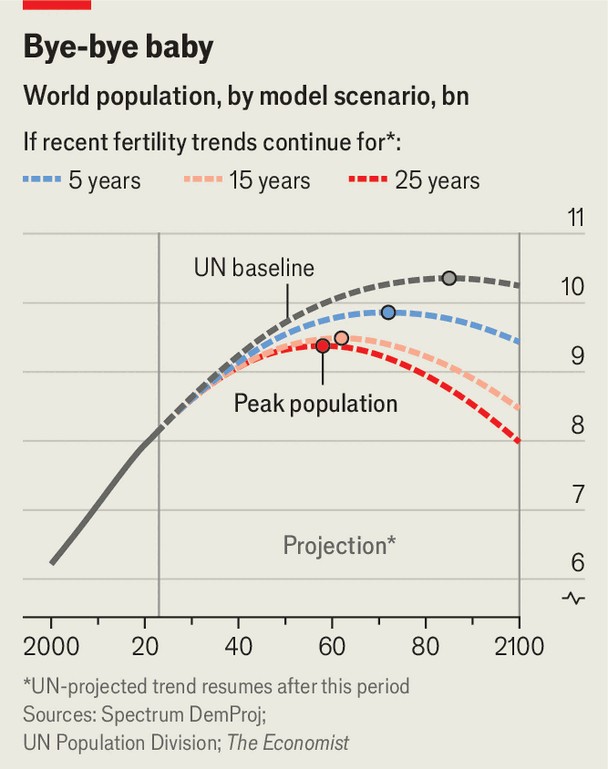 Bye-bye baby
World population, by model scenario, bn
If recent fertility trends continue for*:
5 years 15 years 25 years
11
UN baseline
10
9
Peak population
8
7
Projection*
6
2000 20 40 60 80 2100
*UN-projected trend resumes after this period
Sources: Spectrum DemProj;
UN Population Division; The Economist